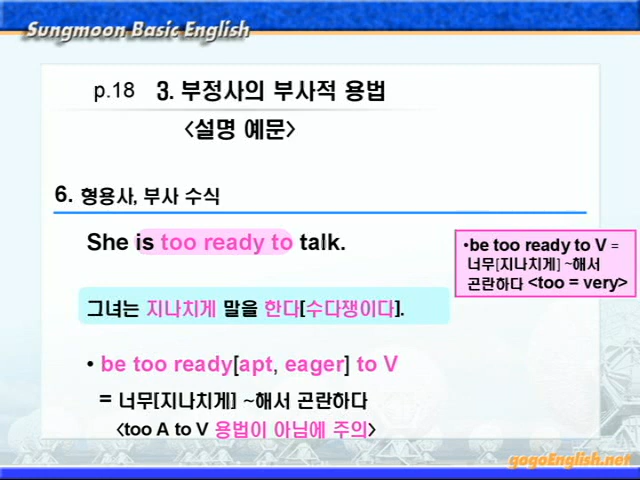 Sungmoon Basic English
p.18 3. 부정사의 부사적 용법
<설명 예문>
6. 형용사, 부사 수식
She is too ready to talk.
•be too ready to V =
너무[지나치게] ~해서
곤란하다 <too = very>
그녀는 지나치게 말을 한다[수다쟁이다].
• be too ready[apt, eager] to V
= 너무[지나치게] ~해서 곤란하다
<too A to V 용법이 아님에 주의>
gogoEnglish.net